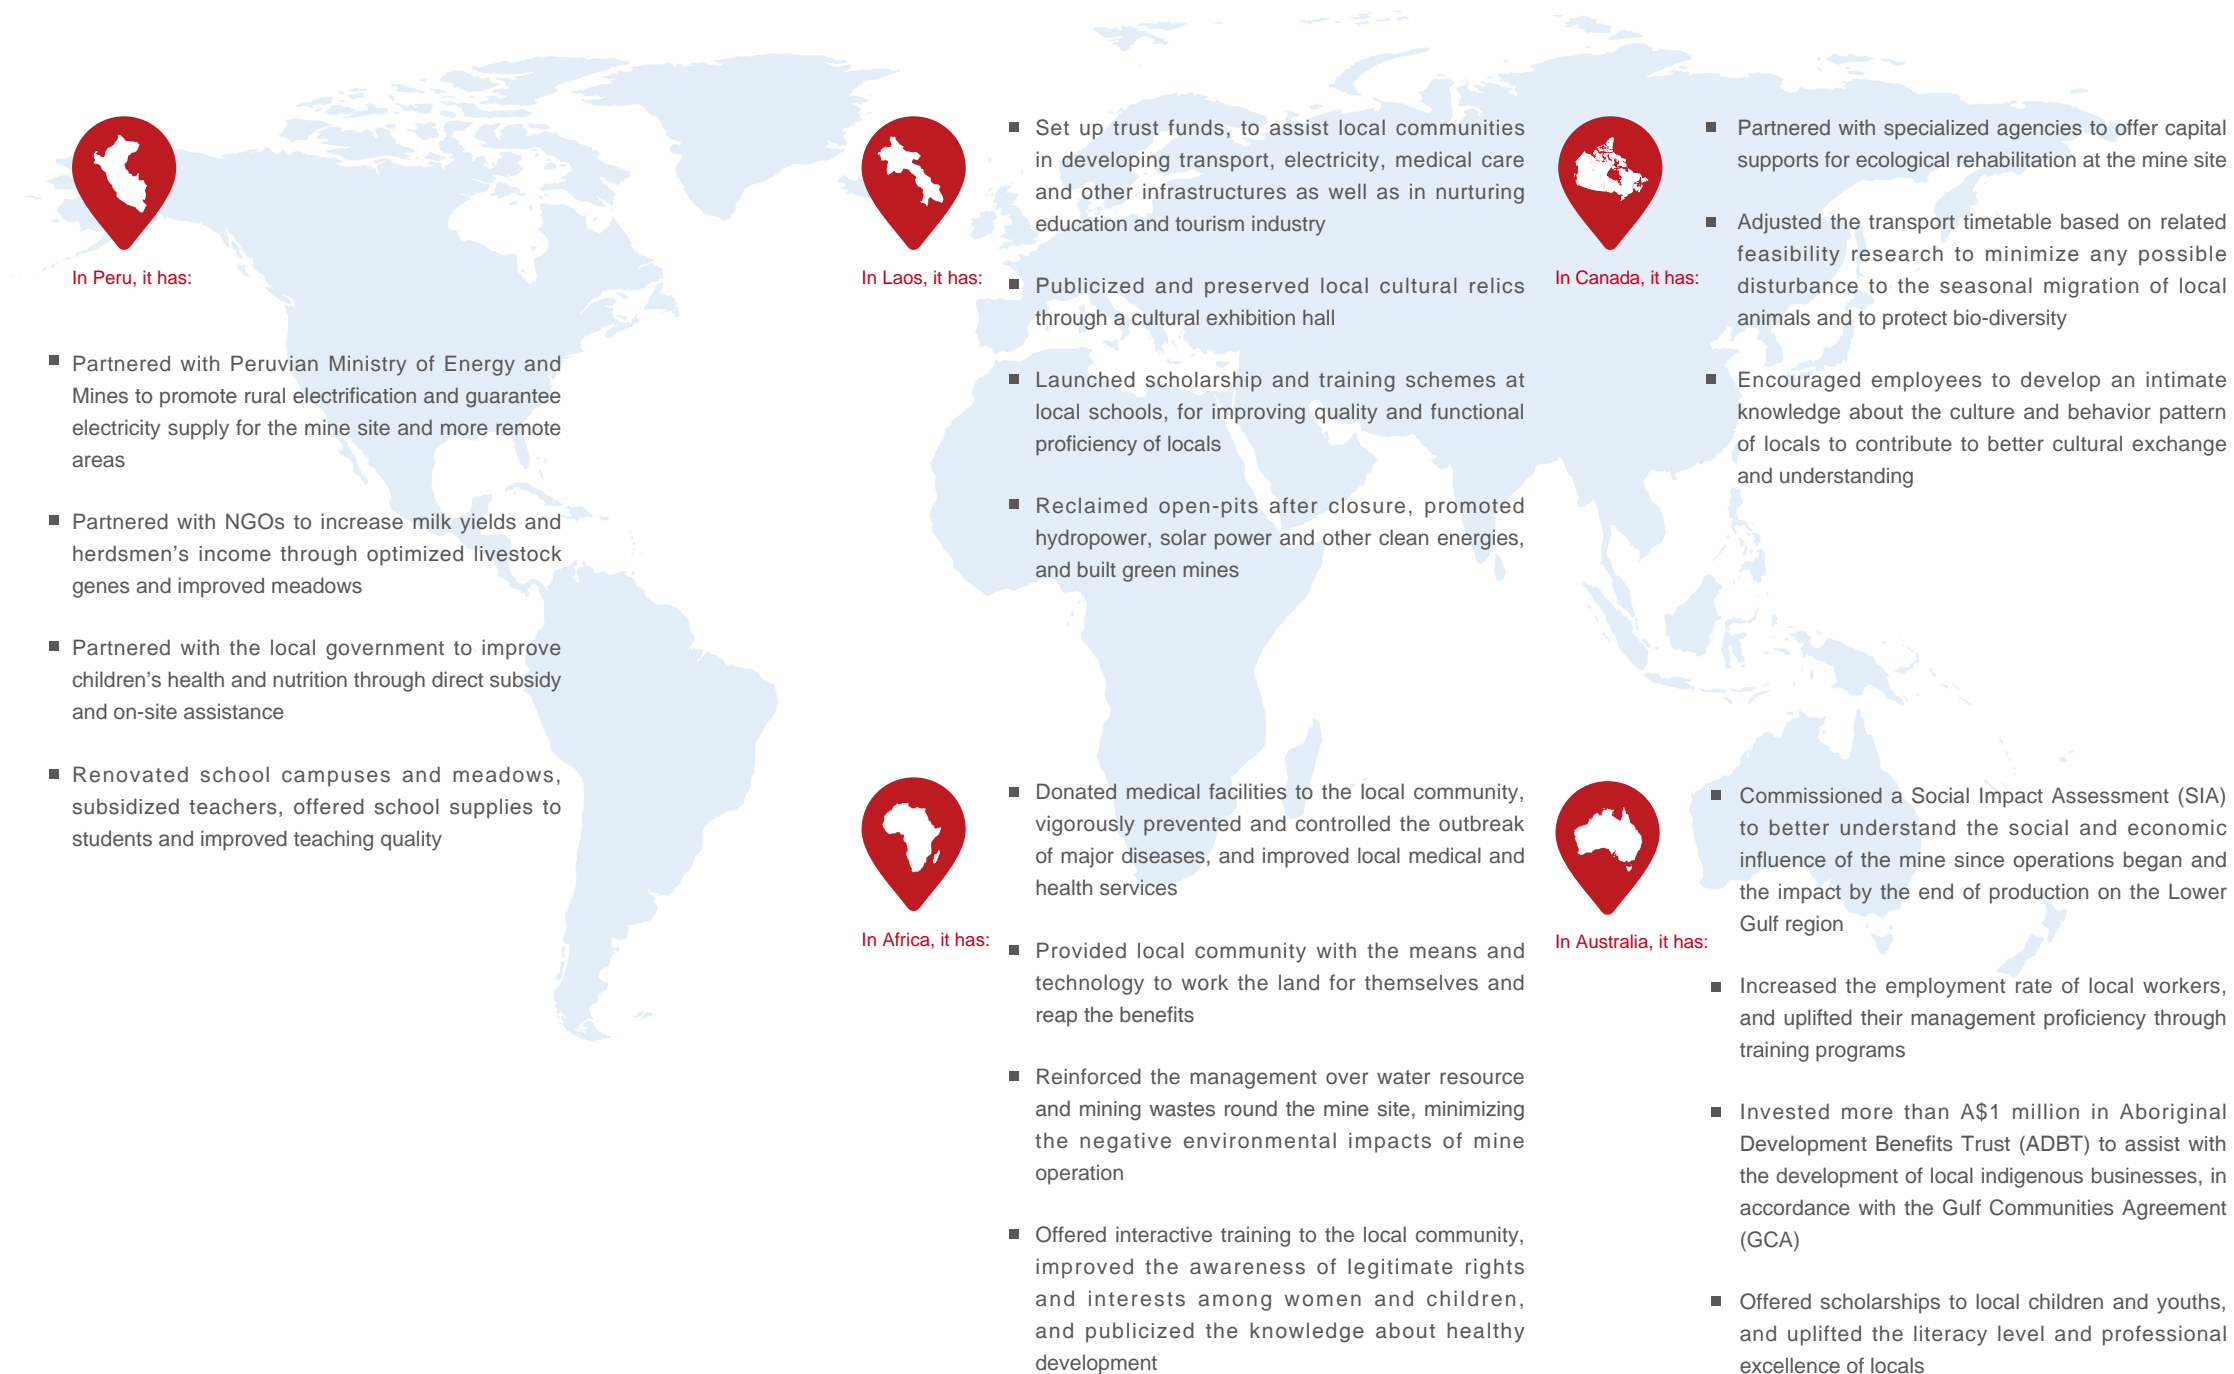 In Peru, it has:
Partnered with Peruvian Ministry of Energy and
Mines to promote rural electrification and guarantee
electricity supply for the mine site and more remote
areas
Partnered with NGOs to increase milk yields and
herdsmen’s income through optimized livestock
genes and improved meadows
Partnered with the local government to improve
children’s health and nutrition through direct subsidy
and on-site assistance
Renovated school campuses and meadows,
subsidized teachers, offered school supplies to
students and improved teaching quality
In Laos, it has:
Set up trust funds, to assist local communities
in developing transport, electricity, medical care
and other infrastructures as well as in nurturing
education and tourism industry
Publicized and preserved local cultural relics
through a cultural exhibition hall
Launched scholarship and training schemes at
local schools, for improving quality and functional
proficiency of locals
Reclaimed open-pits after closure, promoted
hydropower, solar power and other clean energies,
and built green mines
In Africa, it has:
Donated medical facilities to the local community,
vigorously prevented and controlled the outbreak
of major diseases, and improved local medical and
health services
Provided local community with the means and
technology to work the land for themselves and
reap the benefits
Reinforced the management over water resource
and mining wastes round the mine site, minimizing
the negative environmental impacts of mine
operation
Offered interactive training to the local community,
improved the awareness of legitimate rights
and interests among women and children,
and publicized the knowledge about healthy
development
In Canada, it has:
Partnered with specialized agencies to offer capital
supports for ecological rehabilitation at the mine site
Adjusted the transport timetable based on related
feasibility research to minimize any possible
disturbance to the seasonal migration of local
animals and to protect bio-diversity
Encouraged employees to develop an intimate
knowledge about the culture and behavior pattern
of locals to contribute to better cultural exchange
and understanding
In Australia, it has:
Commissioned a Social Impact Assessment (SIA)
to better understand the social and economic
influence of the mine since operations began and
the impact by the end of production on the Lower
Gulf region
Increased the employment rate of local workers,
and uplifted their management proficiency through
training programs
Invested more than A$1 million in Aboriginal
Development Benefits Trust (ADBT) to assist with
the development of local indigenous businesses, in
accordance with the Gulf Communities Agreement
(GCA)
Offered scholarships to local children and youths,
and uplifted the literacy level and professional
excellence of locals